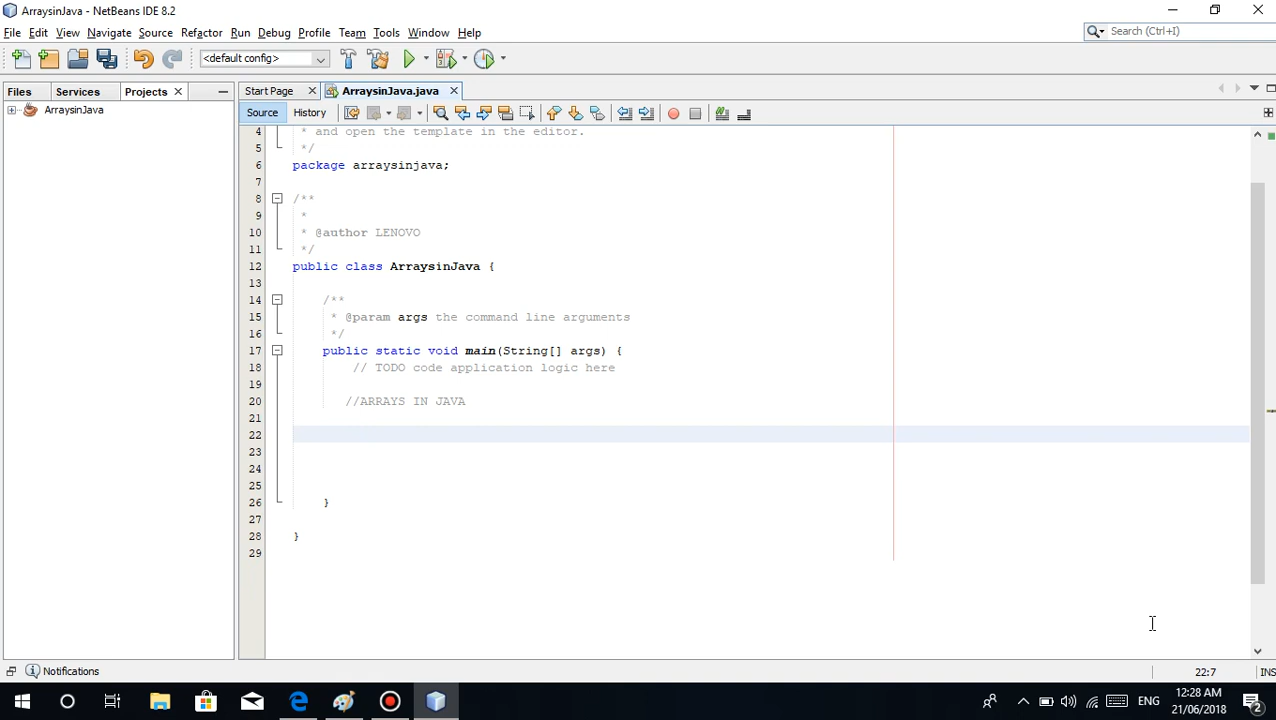 ArraysinJava - NetBeans IDE 8.2
File Edit View Navigate Source Refactor Run Debug Profile Team Tools Window Help
Search (Ctrl+I)
<default config>
Files Services Projects
Start Page ArraysinJava.java
ArraysinJava
Source History
4 * and open the template in the editor.
5 */
6 package arraysinjava;
7
8 /**
9 *
10 * @author LENOVO
11 */
12 public class ArraysinJava {
13
14 /**
15 * @param args the command line arguments
16 */
17 public static void main(String[] args) {
18 // TODO code application logic here
19
20 //ARRAYS IN JAVA
21
22
23
24
25
26 }
27
28 }
29
Notifications
22:7 INS
ENG
12:28 AM
21/06/2018
2